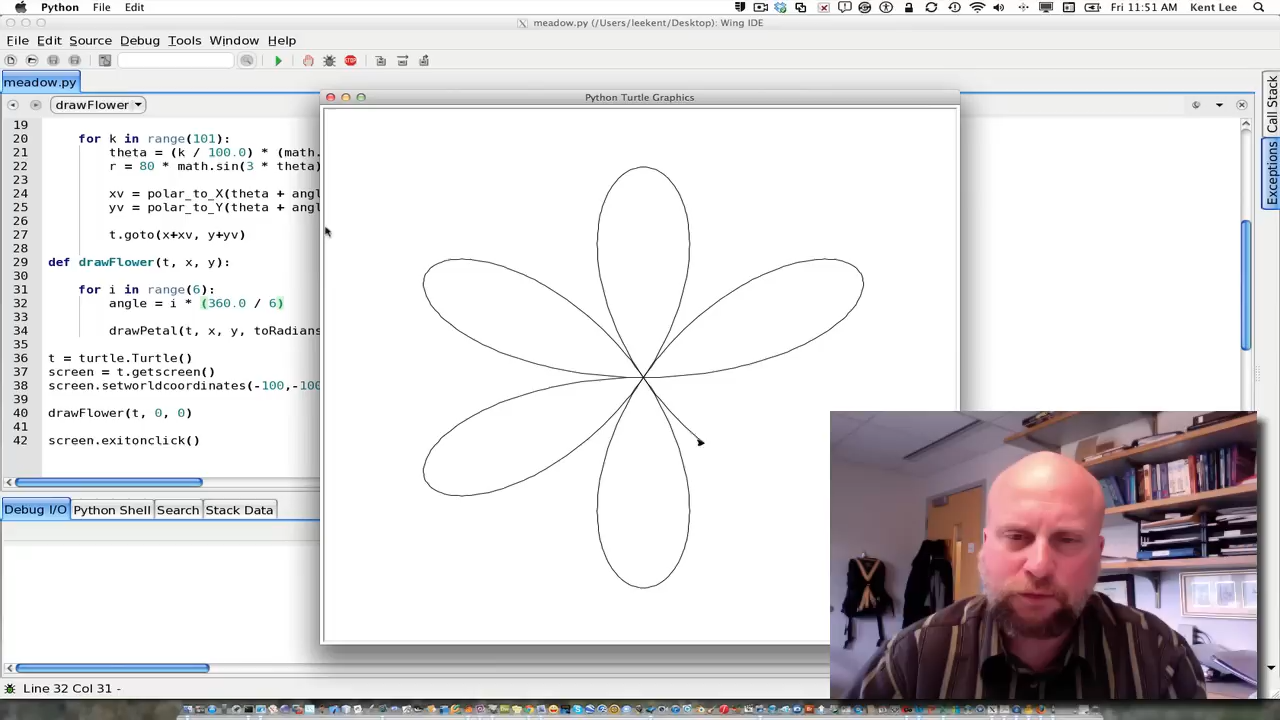 Python File Edit Fri 11:51 AM Kent Lee
meadow.py (/Users/leekent/Desktop): Wing IDE
File Edit Source Debug Tools Window Help
meadow.py
drawFlower
Python Turtle Graphics
19
20 for k in range(101):
21 theta = (k / 100.0) * (math.
22 r = 80 * math.sin(3 * theta)
23
24 xv = polar_to_X(theta + angl
25 yv = polar_to_Y(theta + angl
26
27 t.goto(x+xv, y+yv)
28
29 def drawFlower(t, x, y):
30
31 for i in range(6):
32 angle = i * (360.0 / 6)
33
34 drawPetal(t, x, y, toRadians
35
36 t = turtle.Turtle()
37 screen = t.getscreen()
38 screen.setworldcoordinates(-100,-100
39
40 drawFlower(t, 0, 0)
41
42 screen.exitonclick()
Call Stack
Exceptions
Debug I/O Python Shell Search Stack Data
Line 32 Col 31 -